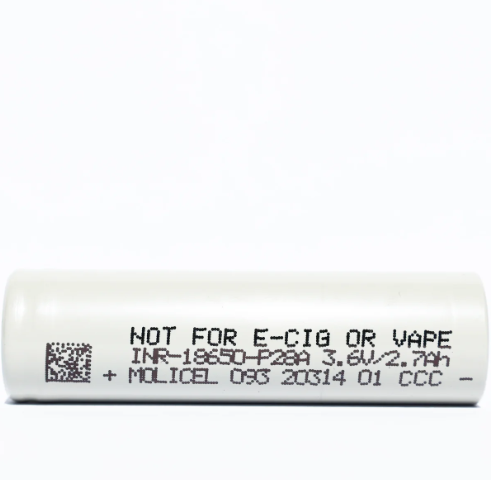 NOT FOR E-CIG OR VAPE
INR-18650-P28A 3.6V/2.7Ah
+ MOLICEL 093 20314 01 CCC -